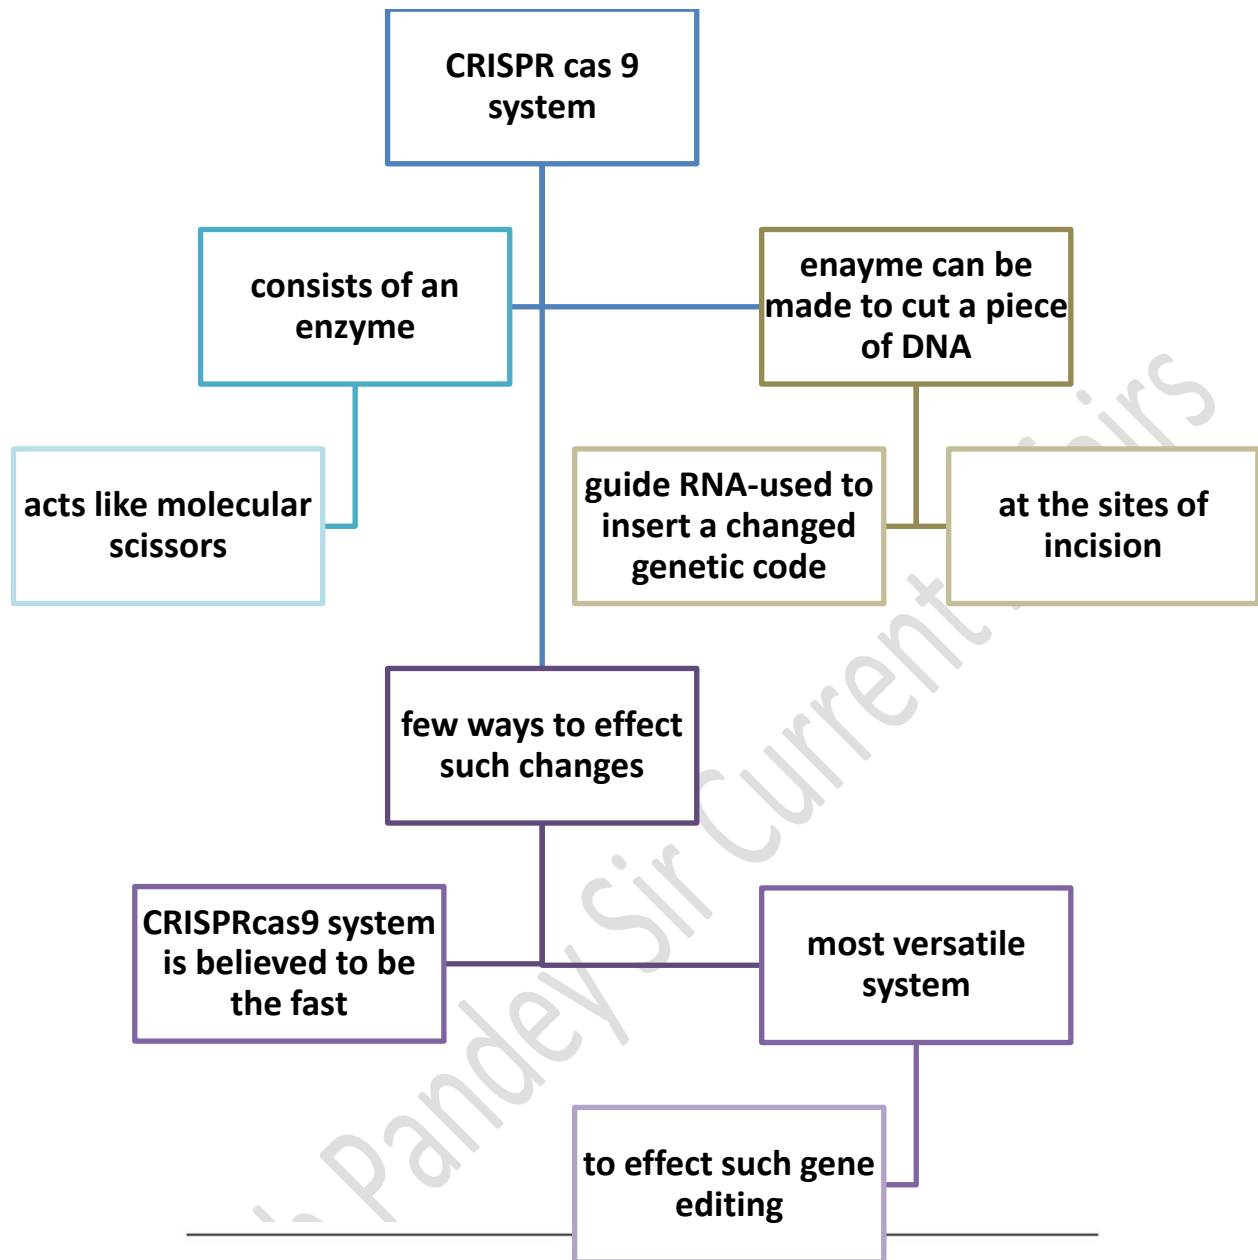 CRISPR cas 9
system
consists of an
enzyme
enayme can be
made to cut a piece
of DNA
acts like molecular
scissors
guide RNA-used to
insert a changed
genetic code
at the sites of
incision
few ways to effect
such changes
CRISPRcas9 system
is believed to be
the fast
most versatile
system
to effect such gene
editing
Pandey Sir Current